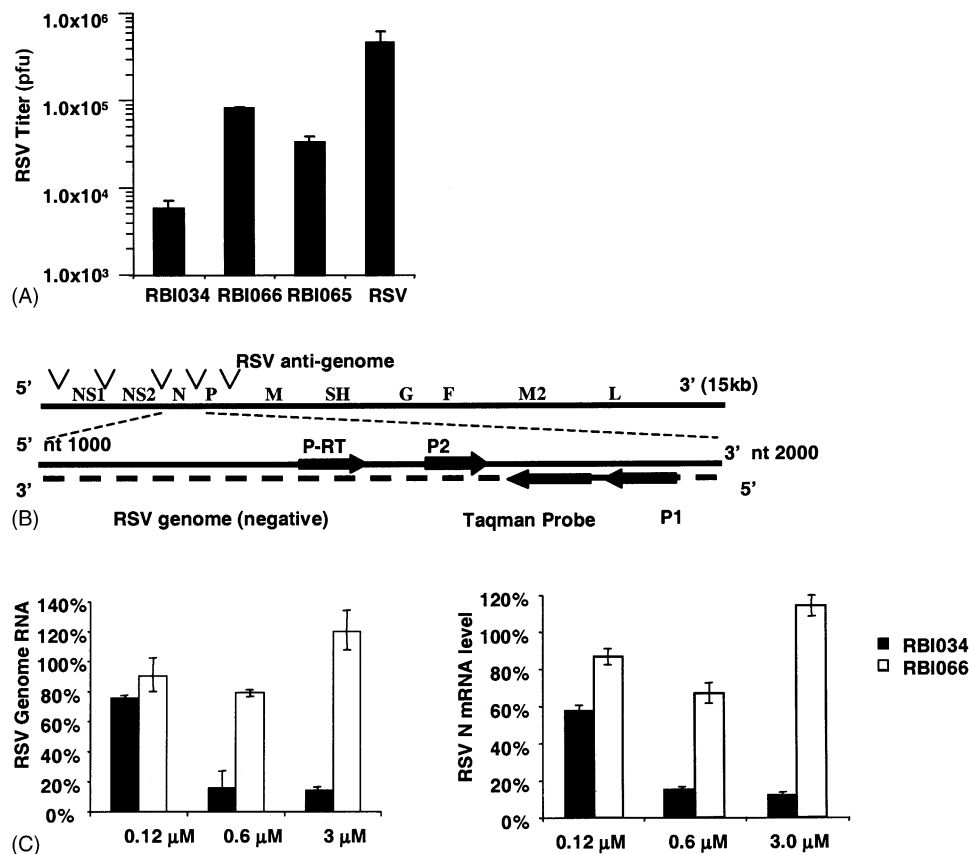 1.0x10⁶
1.0x10⁵
1.0x10⁴
1.0x10³
RSV Titer (pfu)
RBI034 RBI066 RBI065 RSV
(A)
RSV anti-genome
5’ 3’ (15kb)
NS1 NS2 N P M SH G F M2 L
5’ nt 1000 P-RT P2 3’ nt 2000
3’ 5’
(B) RSV genome (negative) Taqman Probe P1
RSV Genome RNA
140%
120%
100%
80%
60%
40%
20%
0%
0.12 µM 0.6 µM 3 µM
RSV N mRNA level
120%
100%
80%
60%
40%
20%
0%
0.12 µM 0.6 µM 3.0 µM
RBI034
RBI066
(C)